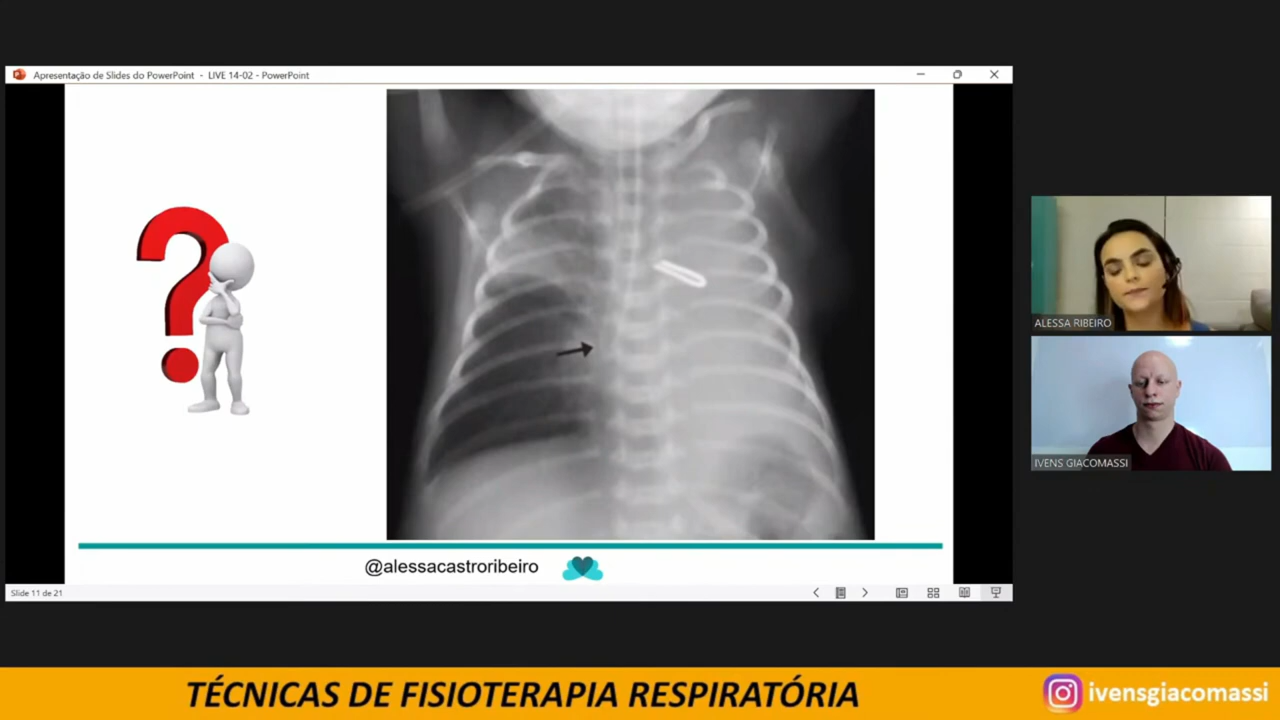 Apresentação de Slides do PowerPoint - LIVE 14-02 - PowerPoint
?
@alessacastroribeiro
Slide 11 de 21
ALESSA RIBEIRO
IVENS GIACOMASSI
TÉCNICAS DE FISIOTERAPIA RESPIRATÓRIA
ivensgiacomassi